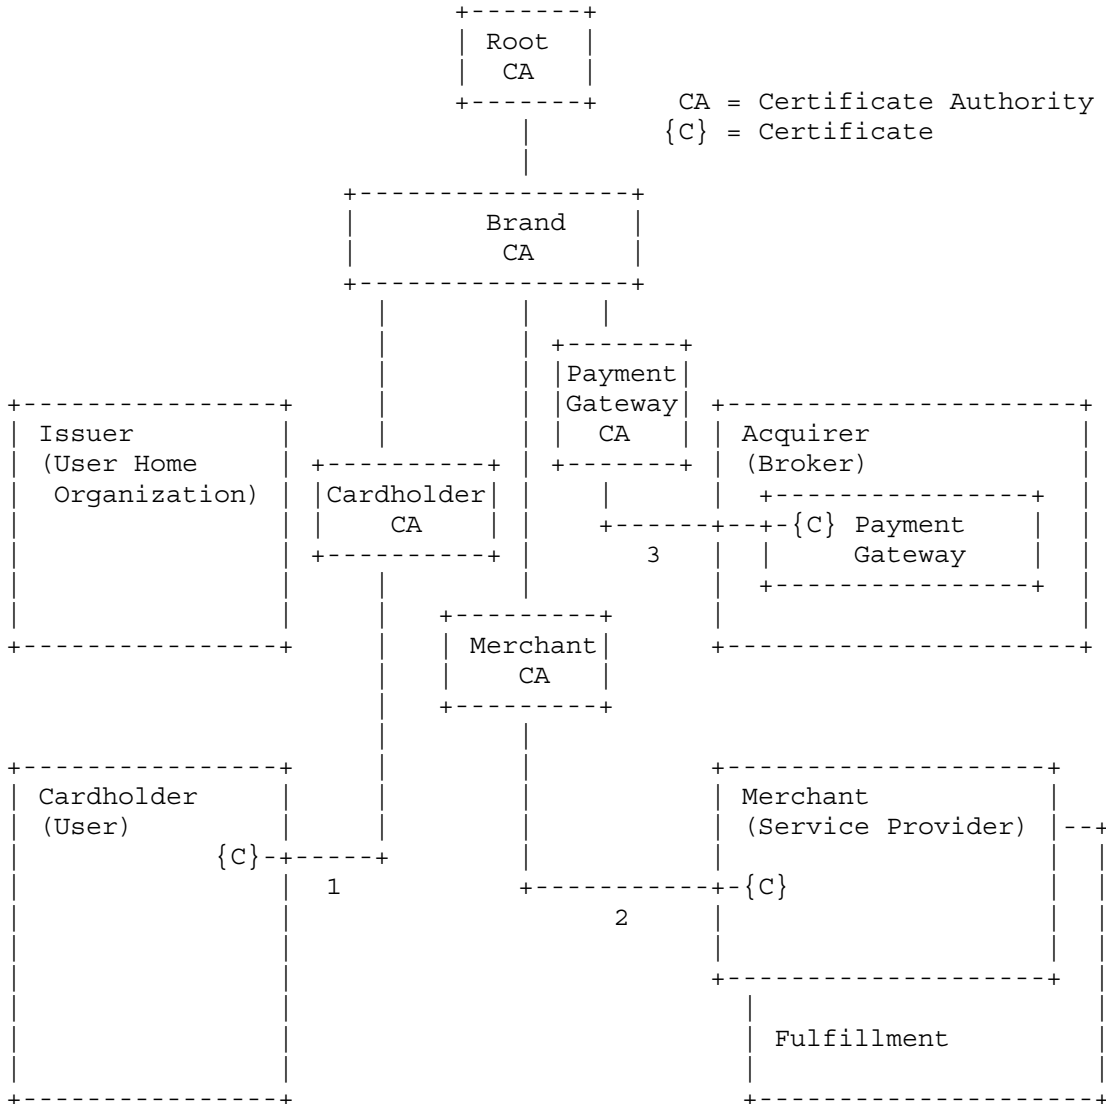 Root
CA
CA = Certificate Authority
{C} = Certificate
Brand
CA
Payment
Gateway
CA
Issuer
(User Home
Organization)
Acquirer
(Broker)
Cardholder
CA
{C} Payment
Gateway
3
Merchant
CA
Cardholder
(User)
{C}
1
Merchant
(Service Provider)
{C}
2
Fulfillment